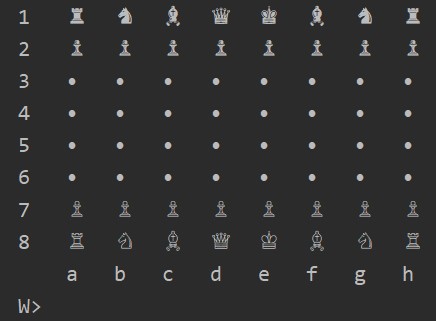 1 ♜ ♞ ♝ ♛ ♚ ♝ ♞ ♜
2 ♟ ♟ ♟ ♟ ♟ ♟ ♟ ♟
3 • • • • • • • •
4 • • • • • • • •
5 • • • • • • • •
6 • • • • • • • •
7 ♙ ♙ ♙ ♙ ♙ ♙ ♙ ♙
8 ♖ ♘ ♗ ♕ ♔ ♗ ♘ ♖
a b c d e f g h
W>